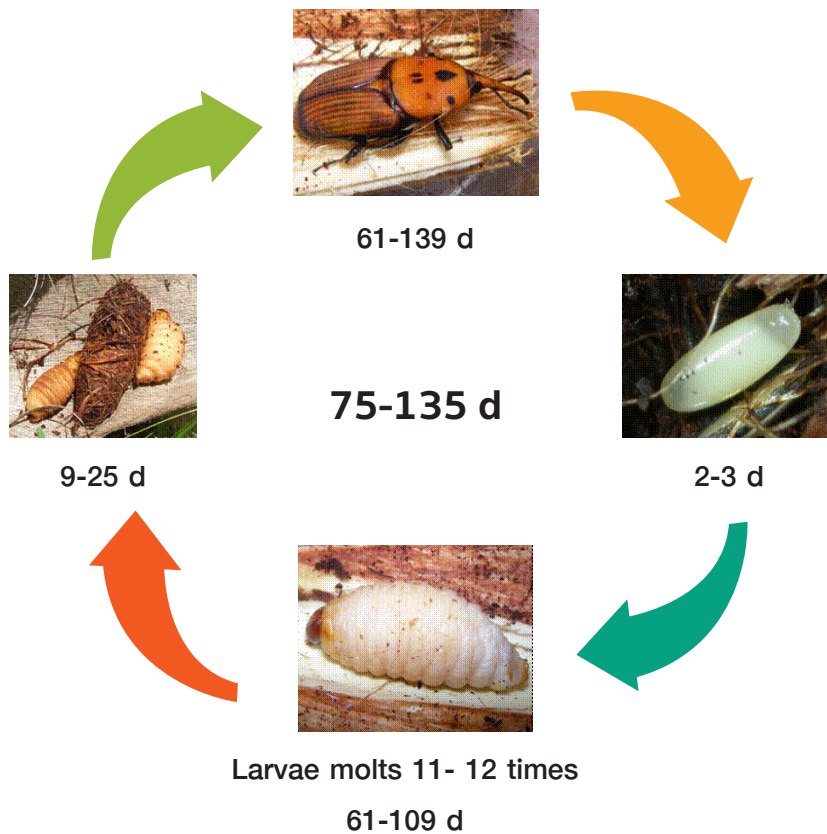 61-139 d
75-135 d
9-25 d
2-3 d
Larvae molts 11- 12 times
61-109 d